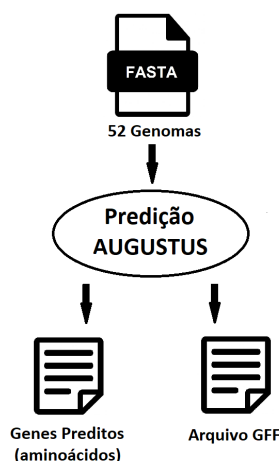 FASTA
52 Genomas
Predição
AUGUSTUS
Genes Preditos
(aminoácidos)
Arquivo GFF